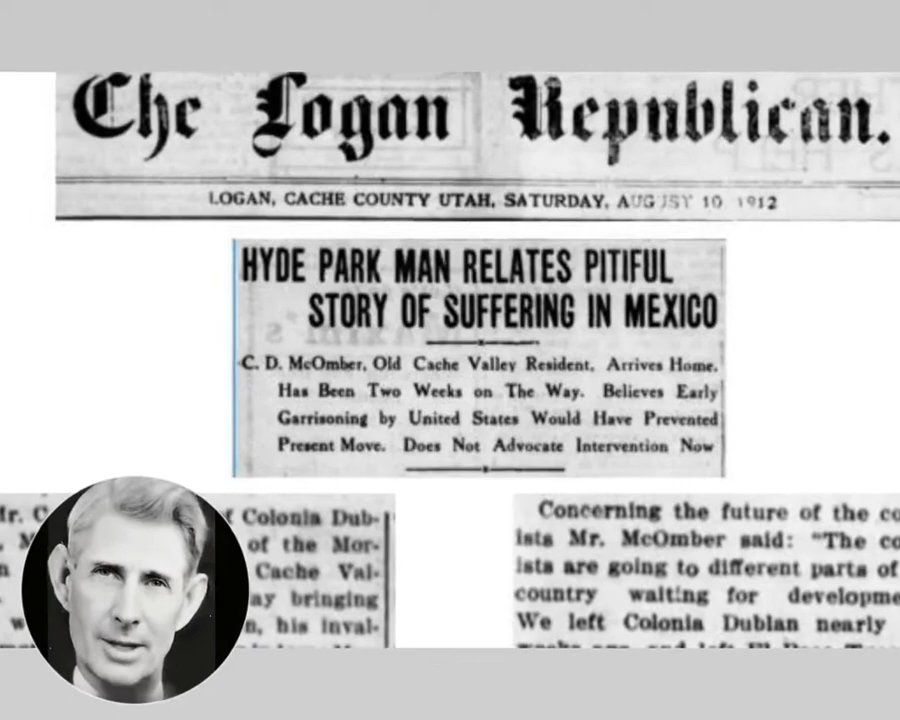 The Logan Republican.
LOGAN, CACHE COUNTY UTAH, SATURDAY, AUGUST 10 1912
HYDE PARK MAN RELATES PITIFUL
STORY OF SUFFERING IN MEXICO
C. D. McOmber, Old Cache Valley Resident, Arrives Home.
Has Been Two Weeks on The Way. Believes Early
Garrisoning by United States Would Have Prevented
Present Move. Does Not Advocate Intervention Now
Colonia Dub-
of the Mor-
Cache Val-
bringing
his inval-
Concerning the future of the co
ists Mr. McOmber said: "The co
ists are going to different parts of
country waiting for developme
We left Colonia Dublan nearly